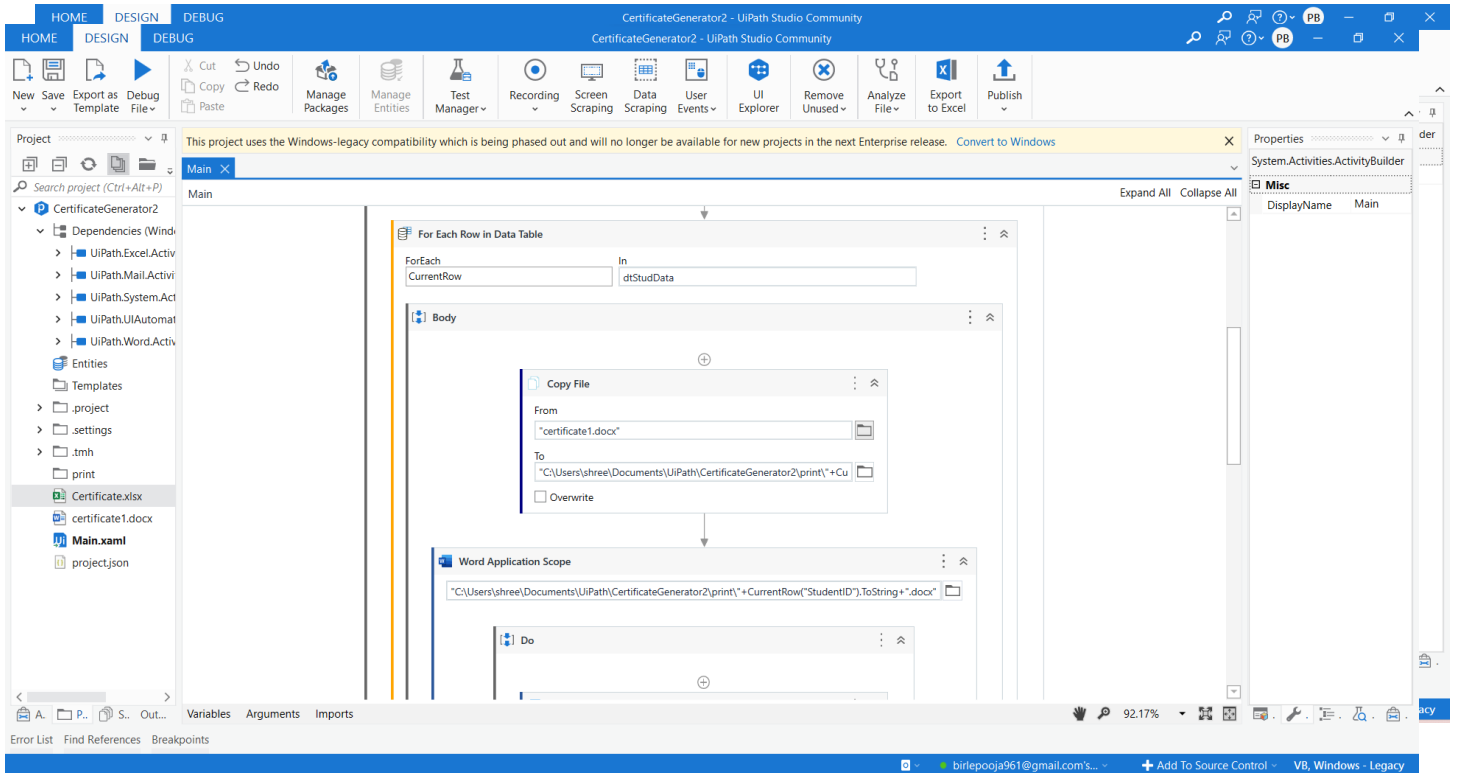 HOME DESIGN DEBUG CertificateGenerator2 - UiPath Studio Community PB
HOME DESIGN DEBUG CertificateGenerator2 - UiPath Studio Community PB
New Save Export as Template Debug File Cut Copy Paste Undo Redo Manage Packages Manage Entities Test Manager Recording Screen Scraping Data Scraping User Events UI Explorer Remove Unused Analyze File Export to Excel Publish
Project
This project uses the Windows-legacy compatibility which is being phased out and will no longer be available for new projects in the next Enterprise release. Convert to Windows
Properties
der
Main
System.Activities.ActivityBuilder
Search project (Ctrl+Alt+P)
Main
Expand All Collapse All
Misc
DisplayName Main
CertificateGenerator2
Dependencies (Wind
UiPath.Excel.Activ
UiPath.Mail.Activi
UiPath.System.Act
UiPath.UIAutomat
UiPath.Word.Activ
Entities
Templates
.project
.settings
.tmh
print
Certificate.xlsx
certificate1.docx
Main.xaml
project.json
For Each Row in Data Table
ForEach In
CurrentRow dtStudData
Body
Copy File
From
"certificate1.docx"
To
"C:\Users\shree\Documents\UiPath\CertificateGenerator2\print\"+Cu
Overwrite
Word Application Scope
"C:\Users\shree\Documents\UiPath\CertificateGenerator2\print\"+CurrentRow("StudentID").ToString+".docx"
Do
A. P.. S.. Out...
Variables Arguments Imports
92.17%
acy
Error List Find References Breakpoints
birlepooja961@gmail.com's... Add To Source Control VB, Windows - Legacy